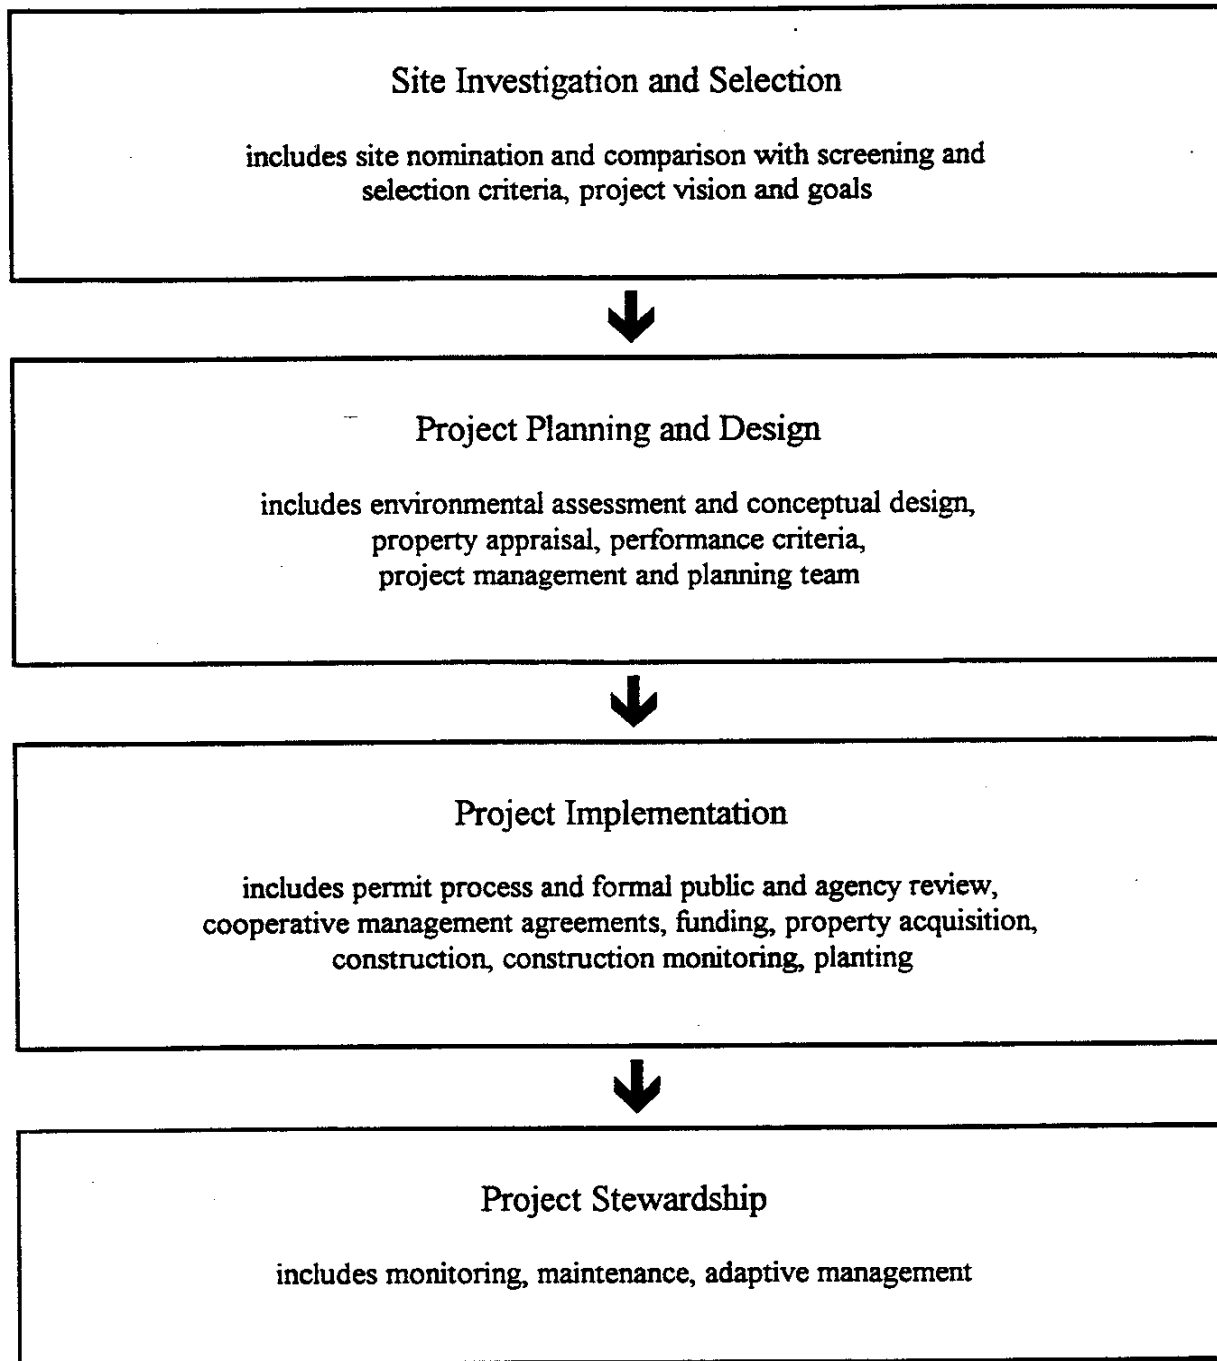 Site Investigation and Selection
includes site nomination and comparison with screening and
selection criteria, project vision and goals
Project Planning and Design
includes environmental assessment and conceptual design,
property appraisal, performance criteria,
project management and planning team
Project Implementation
includes permit process and formal public and agency review,
cooperative management agreements, funding, property acquisition,
construction, construction monitoring, planting
Project Stewardship
includes monitoring, maintenance, adaptive management